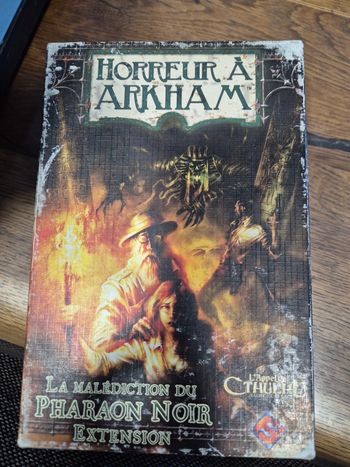 HORREUR À
ARKHAM
L'Appel de
CTHULHU
LA MALÉDICTION DU
PHARAON NOIR
EXTENSION